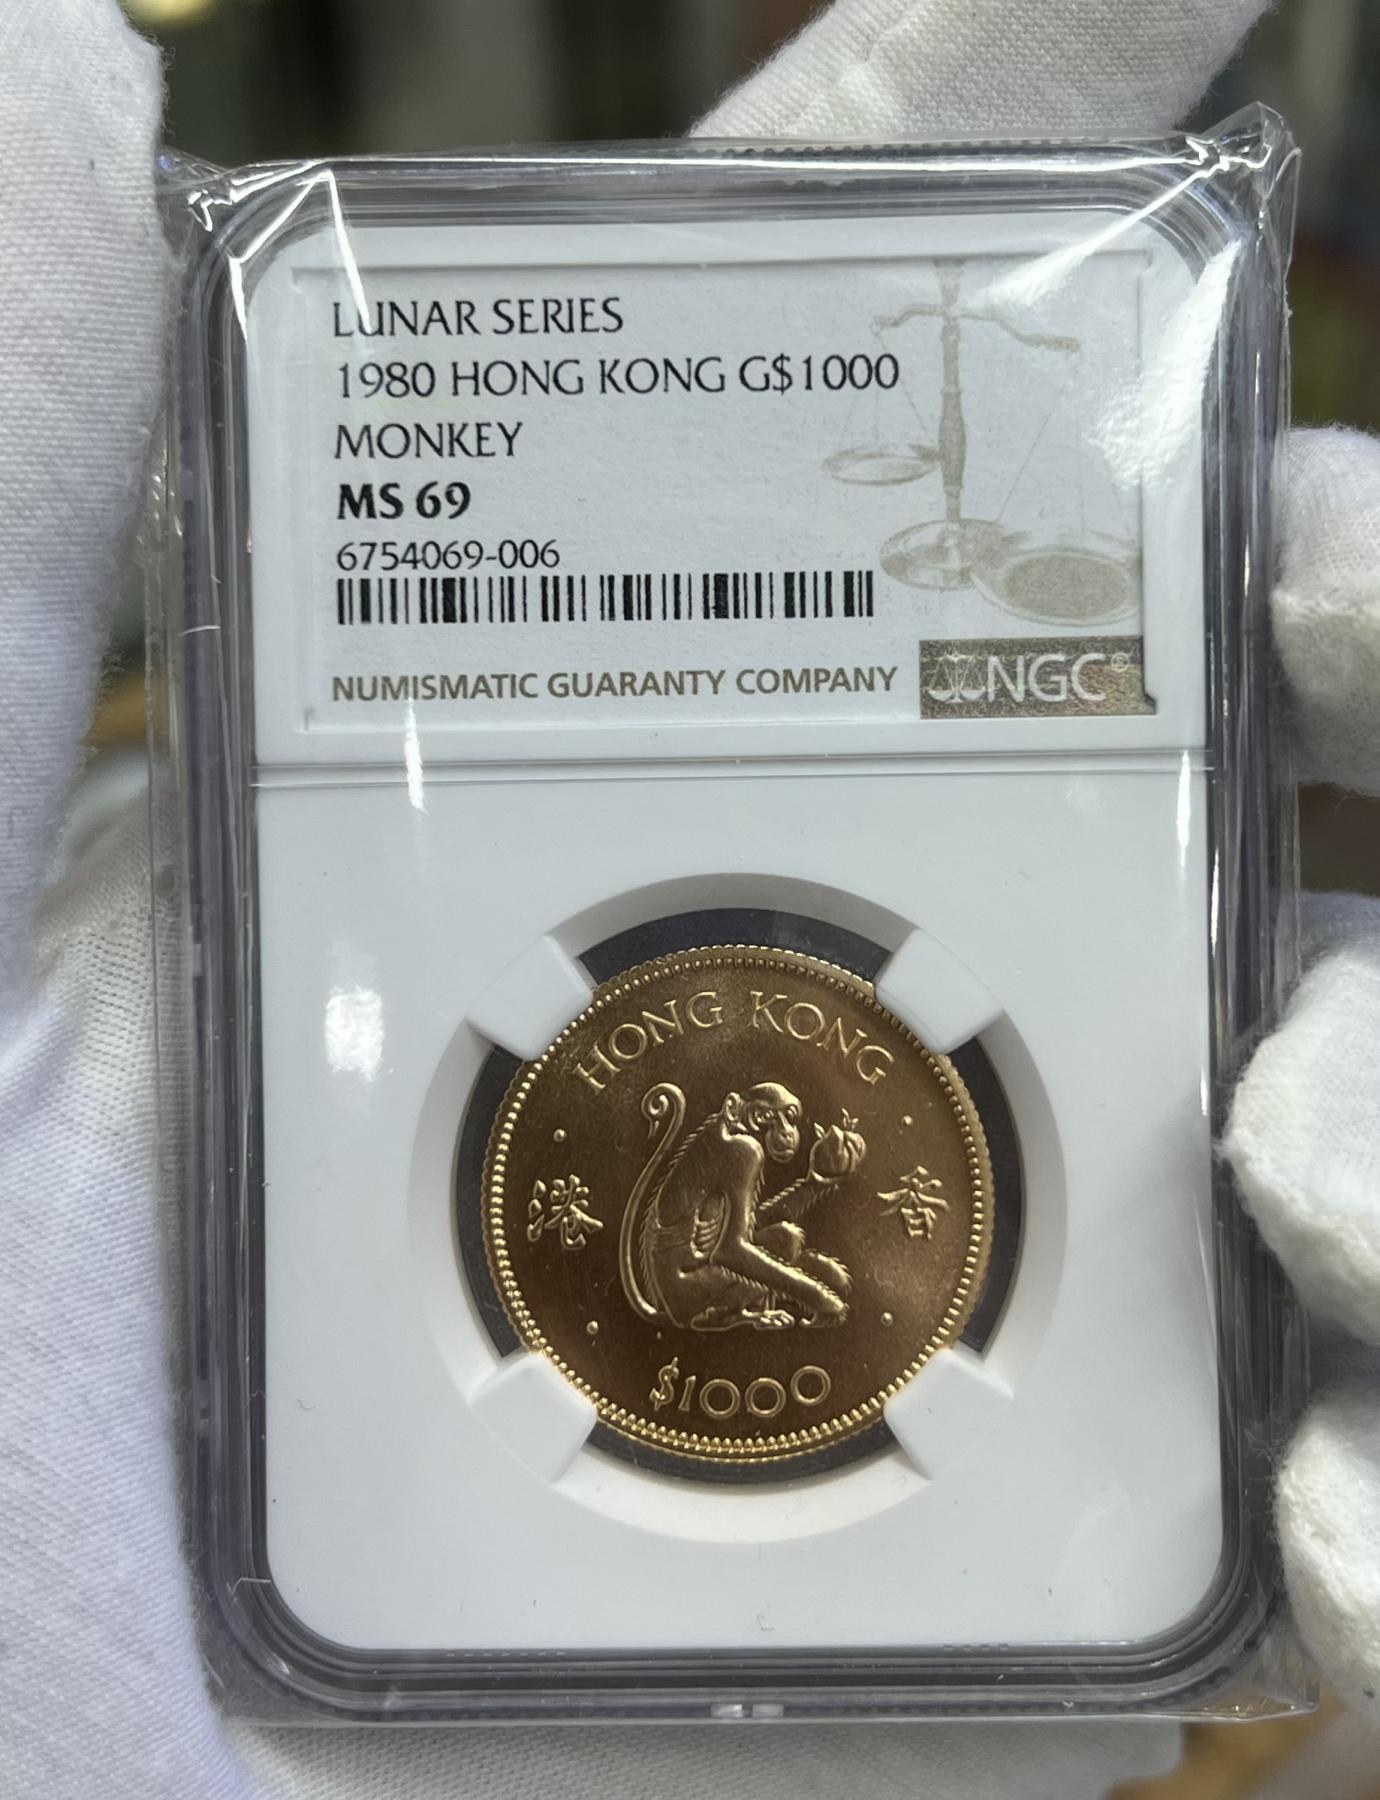 LUNAR SERIES
1980 HONG KONG G$1000
MONKEY
MS 69
6754069-006
NUMISMATIC GUARANTY COMPANY
NGC®
HONG KONG
港 香
$1000